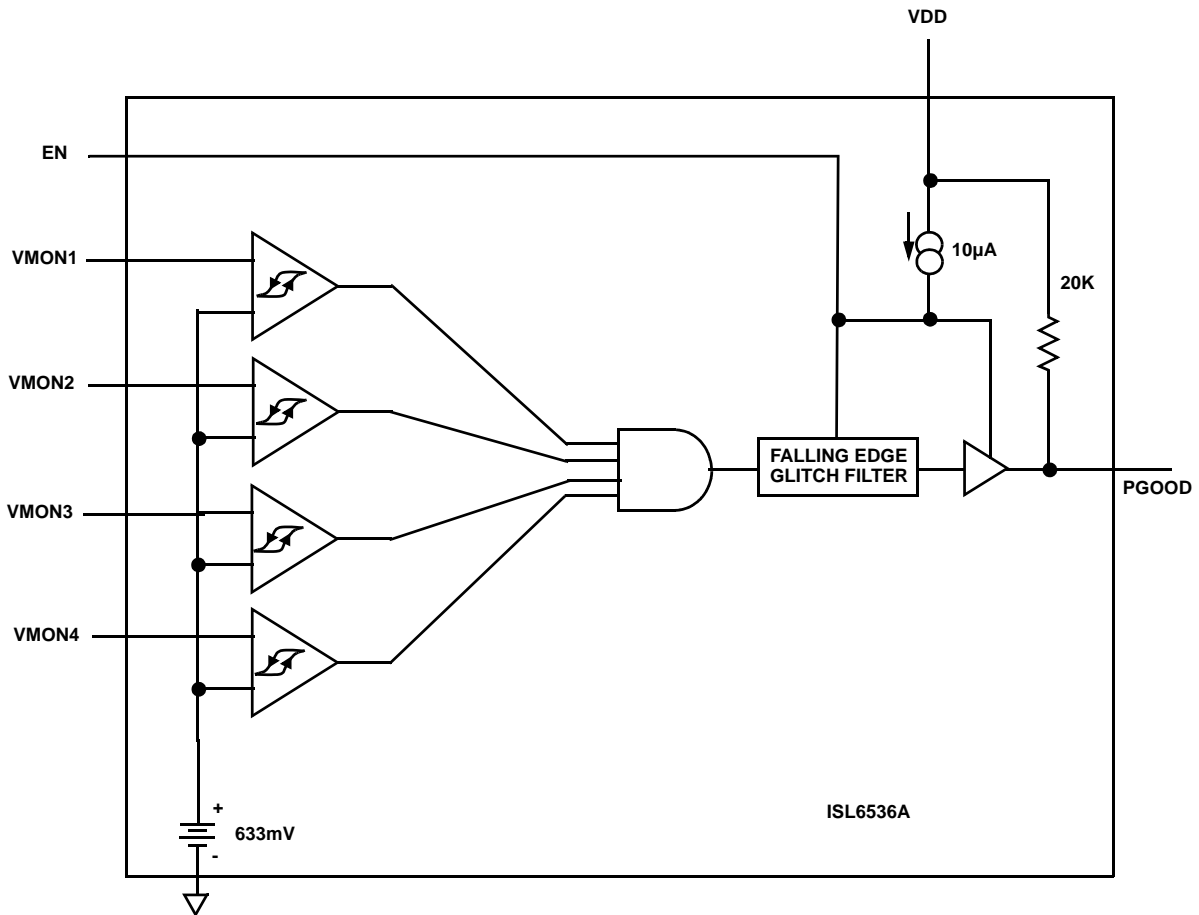 VDD
EN
VMON1
10µA
20K
VMON2
FALLING EDGE
GLITCH FILTER
PGOOD
VMON3
VMON4
ISL6536A
+
633mV
-